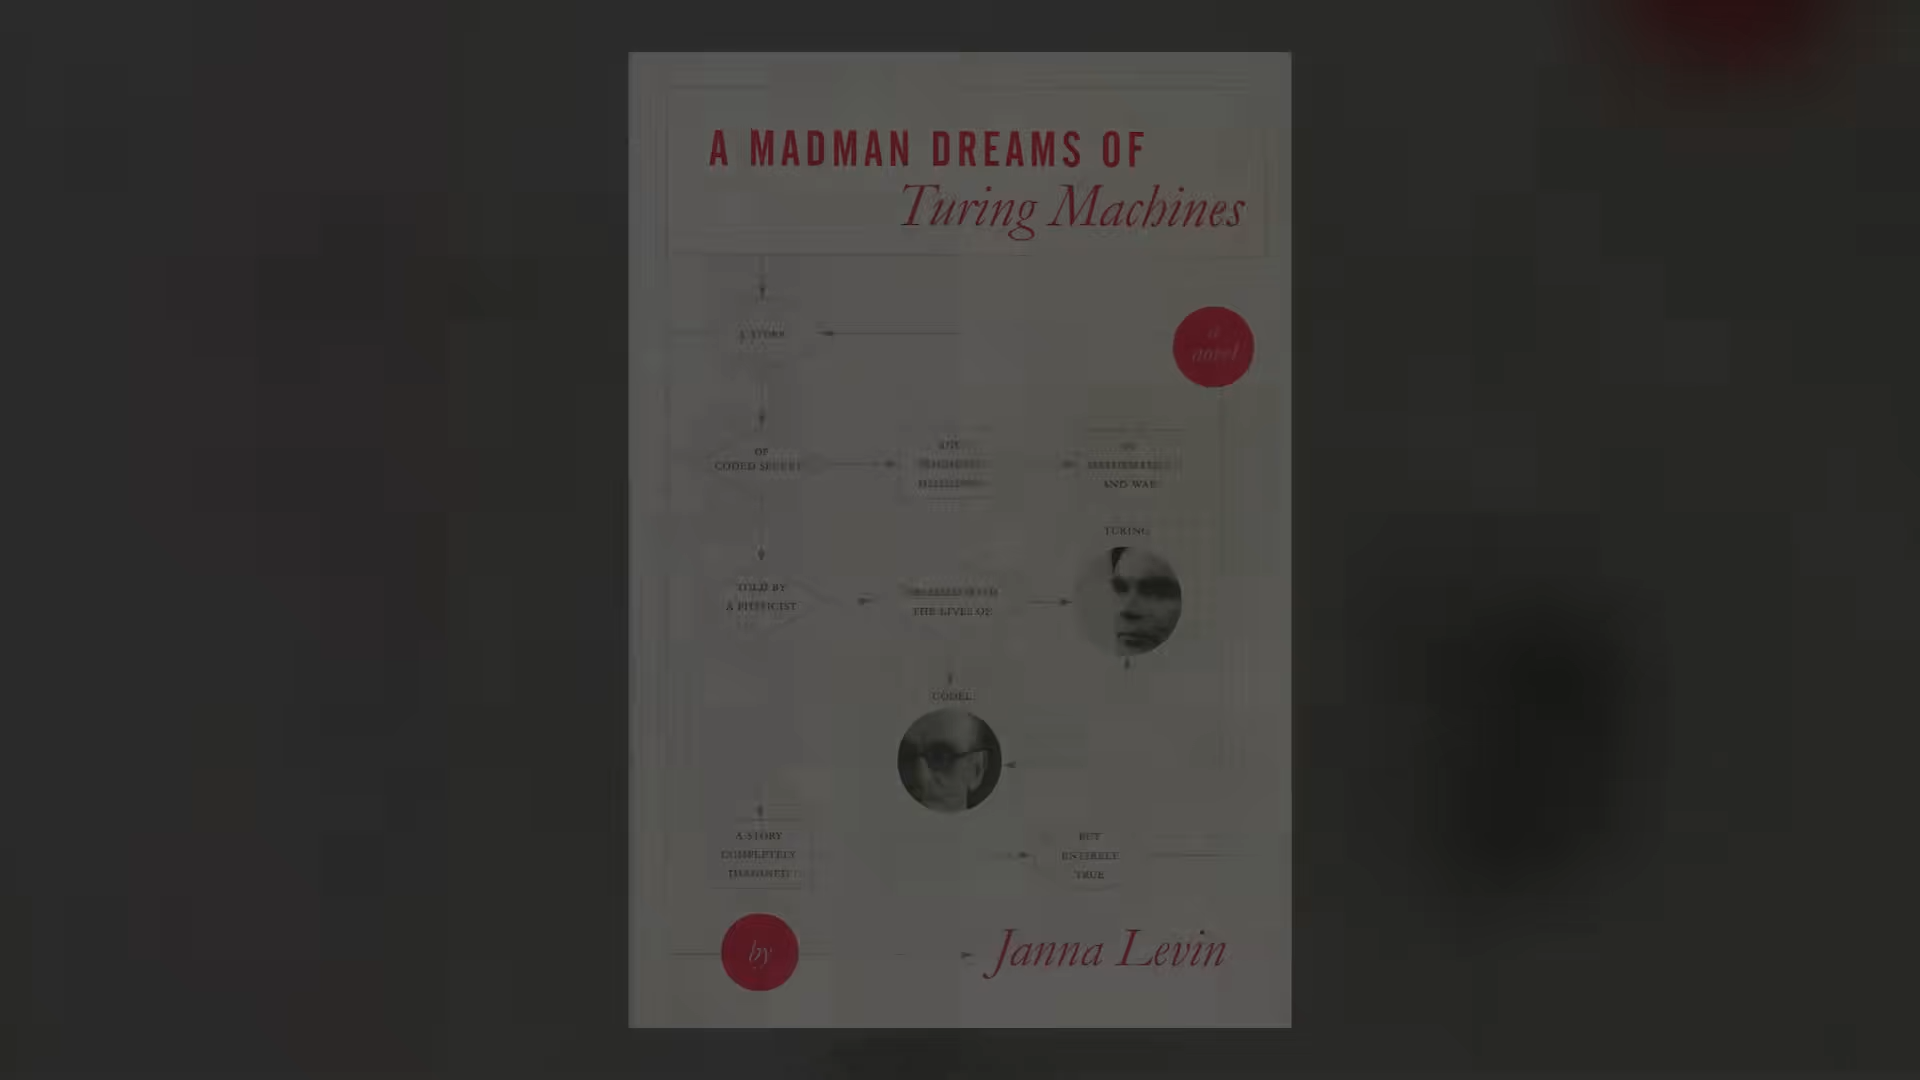 A MADMAN DREAMS OF
Turing Machines
A STORY
a
novel
OF
CODED SECRETS
AND WAR
TURING
TOLD BY
A PHYSICIST
THE LIVES OF
GODEL
A STORY
COMPLETELY
BUT
ENTIRELY
TRUE
by
Janna Levin